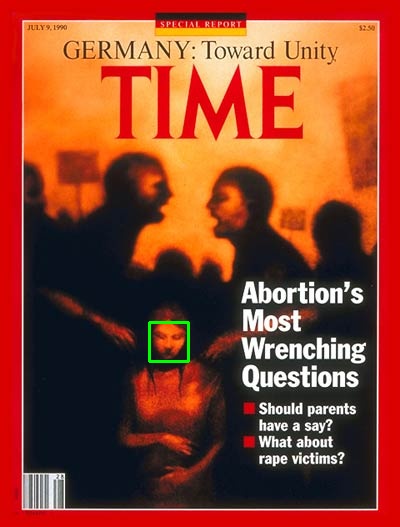 SPECIAL REPORT
JULY 9, 1990
$2.50
GERMANY: Toward Unity
TIME
Abortion's
Most
Wrenching
Questions
Should parents
have a say?
What about
rape victims?
28